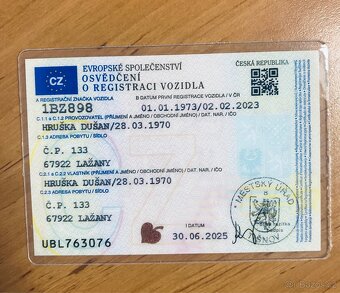 EVROPSKÉ SPOLEČENSTVÍ
ČESKÁ REPUBLIKA
CZ
OSVĚDČENÍ
O REGISTRACI VOZIDLA
A REGISTRAČNÍ ZNAČKA VOZIDLA
B DATUM PRVNÍ REGISTRACE VOZIDLA / V ČR
1BZ898
01.01.1973/02.02.2023
C.1.1 a C.1.2 PROVOZOVATEL (PŘÍJMENÍ A JMÉNO / OBCHODNÍ JMÉNO / DAT. NAR. / IČ)
HRUŠKA DUŠAN/28.03.1970
C.1.3 ADRESA POBYTU / SÍDLO
Č.P. 133
67922 LAŽANY
C.2.1 a C.2.2 VLASTNÍK (PŘÍJMENÍ A JMÉNO / OBCHODNÍ JMÉNO / DAT. NAR. / IČ)
HRUŠKA DUŠAN/28.03.1970
C.2.3 ADRESA POBYTU / SÍDLO
Č.P. 133
67922 LAŽANY
MĚSTSKÝ ÚŘAD
TIŠNOV
I DATUM
UBL763076
30.06.2025